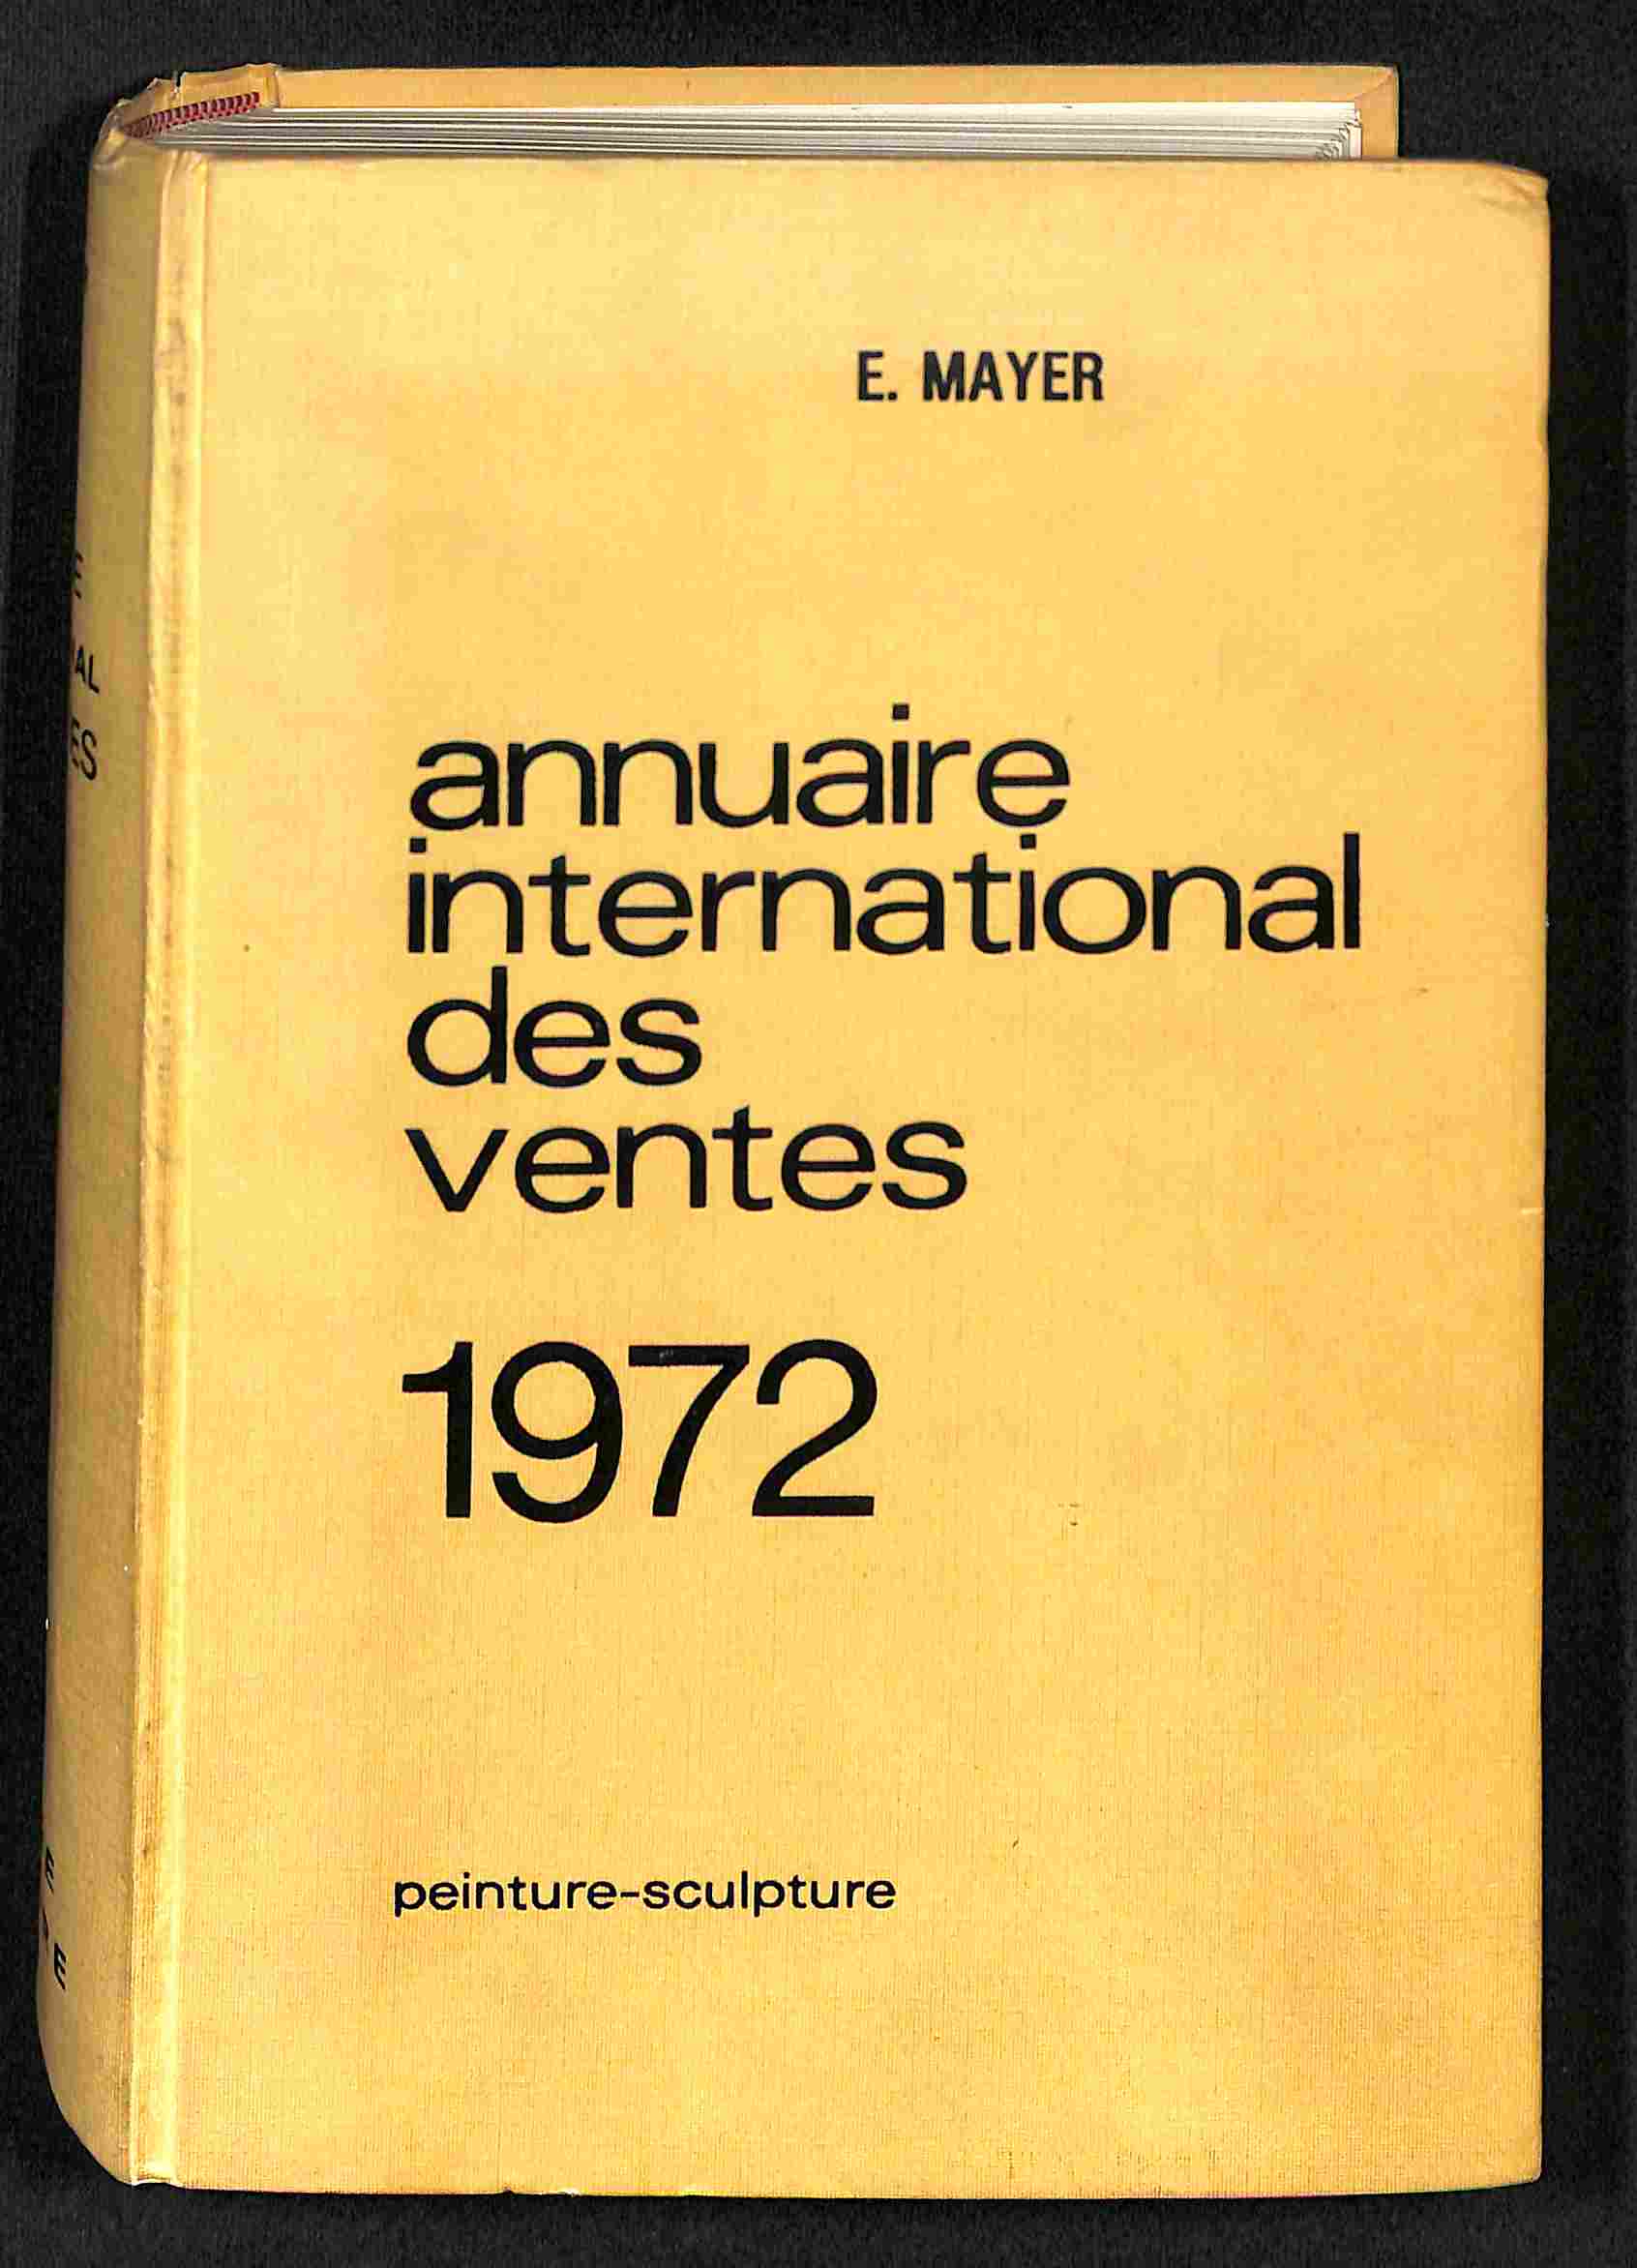 E. MAYER
annuaire
international
des
ventes
1972
peinture-sculpture